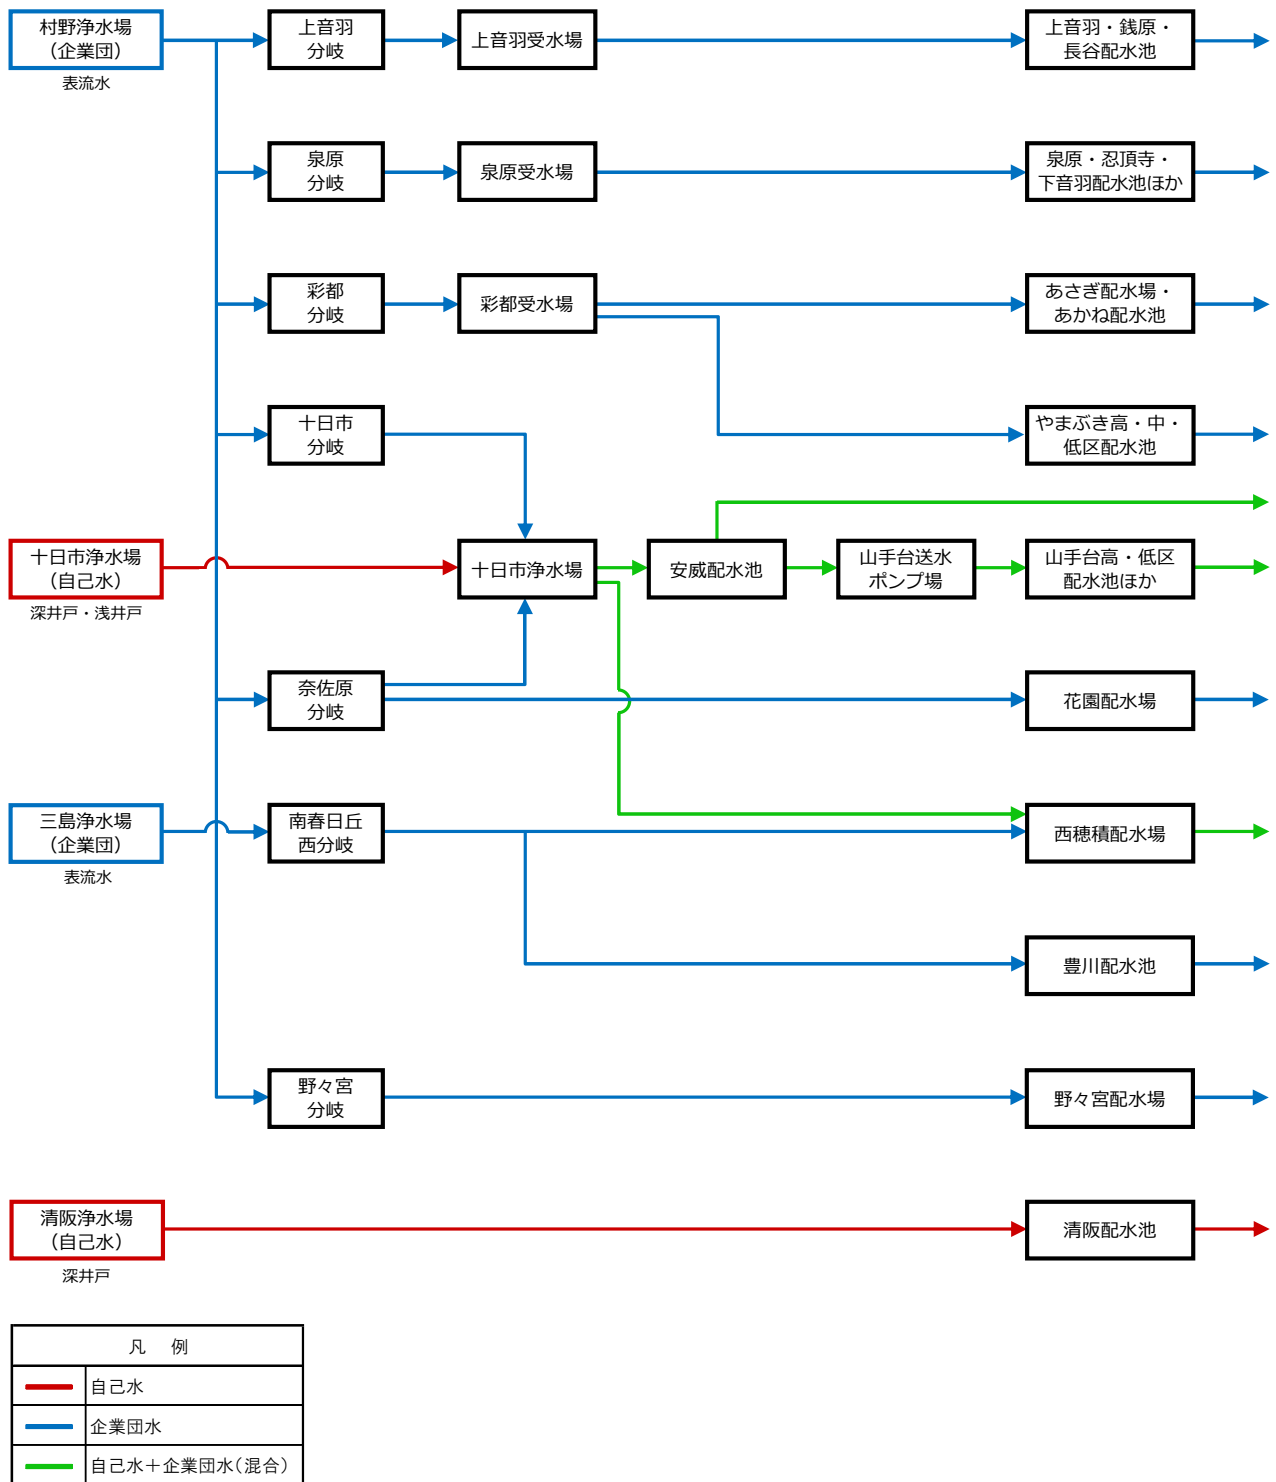 村野浄水場
（企業団）
表流水
上音羽
分岐
上音羽受水場
上音羽・銭原・
長谷配水池
泉原
分岐
泉原受水場
泉原・忍頂寺・
下音羽配水池ほか
彩都
分岐
彩都受水場
あさぎ配水場・
あかね配水池
十日市
分岐
やまぶき高・中・
低区配水池
十日市浄水場
（自己水）
深井戸・浅井戸
十日市浄水場
安威配水池
山手台送水
ポンプ場
山手台高・低区
配水池ほか
奈佐原
分岐
花園配水場
三島浄水場
（企業団）
表流水
南春日丘
西分岐
西穂積配水場
豊川配水池
野々宮
分岐
野々宮配水場
清阪浄水場
（自己水）
深井戸
清阪配水池
凡　例
自己水
企業団水
自己水＋企業団水（混合）